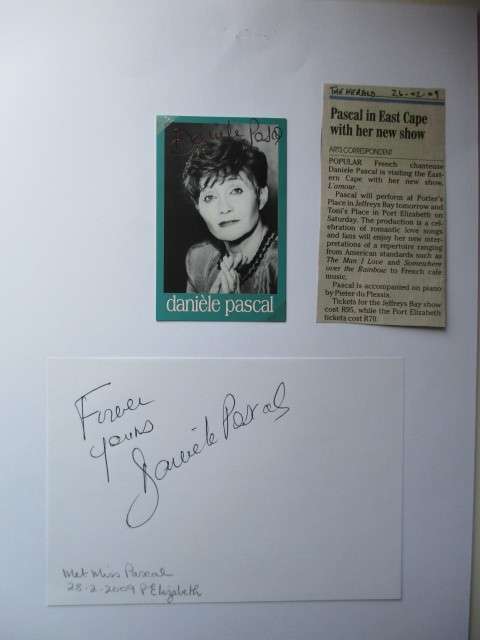 Danièle Pascal
danièle pascal
THE HERALD 26-02-09
Pascal in East Cape
with her new show
ARTS CORRESPONDENT
POPULAR French chanteuse
Daniele Pascal is visiting the East-
ern Cape with her new show,
L'amour.
Pascal will perform at Potter's
Place in Jeffreys Bay tomorrow and
Toni's Place in Port Elizabeth on
Saturday. The production is a cel-
ebration of romantic love songs
and fans will enjoy her new inter-
pretations of a repertoire ranging
from American standards such as
The Man I Love and Somewhere
over the Rainbow to French cafe
music.
Pascal is accompanied on piano
by Pieter du Plessis.
Tickets for the Jeffreys Bay show
cost R95, while the Port Elizabeth
tickets cost R70.
Forever
yours
Danièle Pascal
Met Miss Pascal
28-2-2009 P Elizabeth